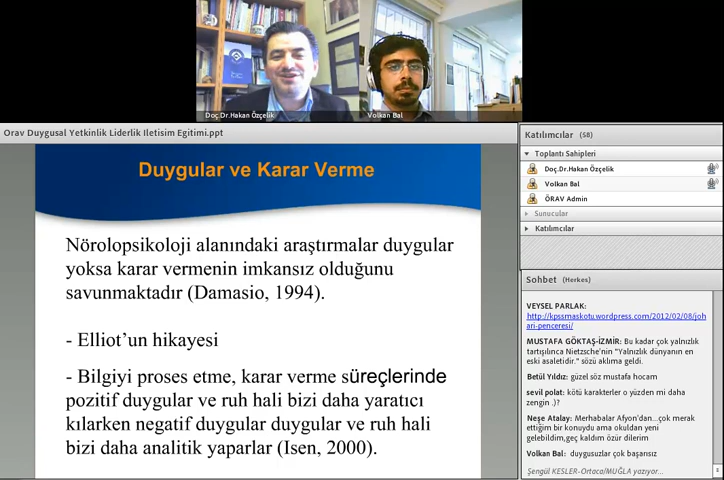 Doç.Dr.Hakan Özçelik
Volkan Bal
Orav Duygusal Yetkinlik Liderlik Iletisim Egitimi.ppt
Duygular ve Karar Verme
Nörolopsikoloji alanındaki araştırmalar duygular
yoksa karar vermenin imkansız olduğunu
savunmaktadır (Damasio, 1994).
- Elliot’un hikayesi
- Bilgiyi proses etme, karar verme süreçlerinde
pozitif duygular ve ruh hali bizi daha yaratıcı
kılarken negatif duygular duygular ve ruh hali
bizi daha analitik yaparlar (Isen, 2000).
Katılımcılar (58)
Toplantı Sahipleri
Doç.Dr.Hakan Özçelik
Volkan Bal
ÖRAV Admin
Sunucular
Katılımcılar
Sohbet (Herkes)
VEYSEL PARLAK:
http://kpssmaskotu.wordpress.com/2012/02/08/joh
ari-penceresi/
MUSTAFA GÖKTAŞ-İZMİR: Bu kadar çok yalnızlık
tartışılınca Nietzsche'nin "Yalnızlık dünyanın en
eski asaletidir." sözü aklıma geldi.
Betül Yıldız: güzel söz mustafa hocam
sevil polat: kötü karakterler o yüzden mi daha
zengin .)?
Neşe Atalay: Merhabalar Afyon'dan...çok merak
ettiğim bir konuydu ama okuldan yeni
gelebildim,geç kaldım özür dilerim
Volkan Bal: duygusuzlar çok başarısız
Şengül KESLER-Ortaca/MUĞLA yazıyor...